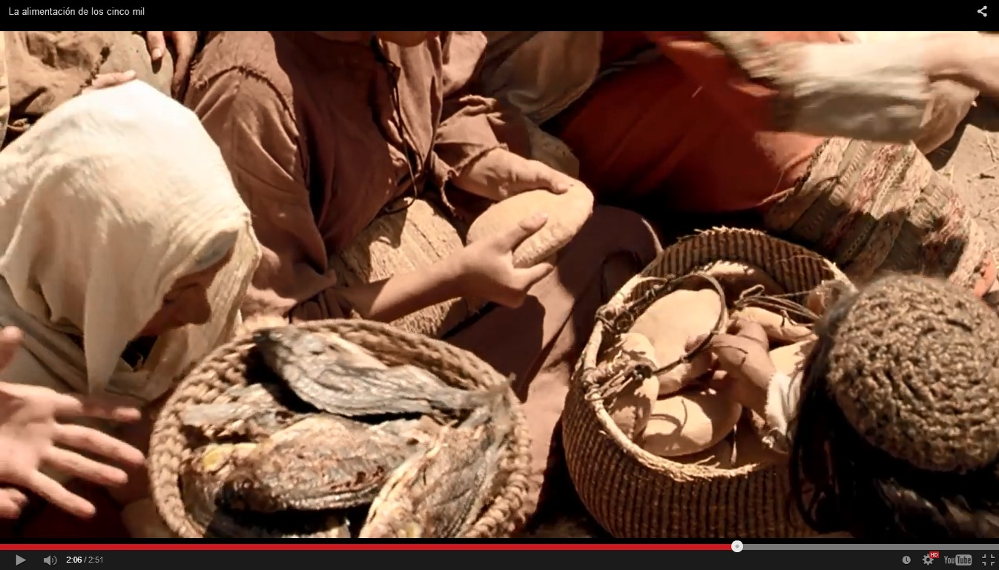 La alimentación de los cinco mil
2:06 / 2:51
HD
YouTube